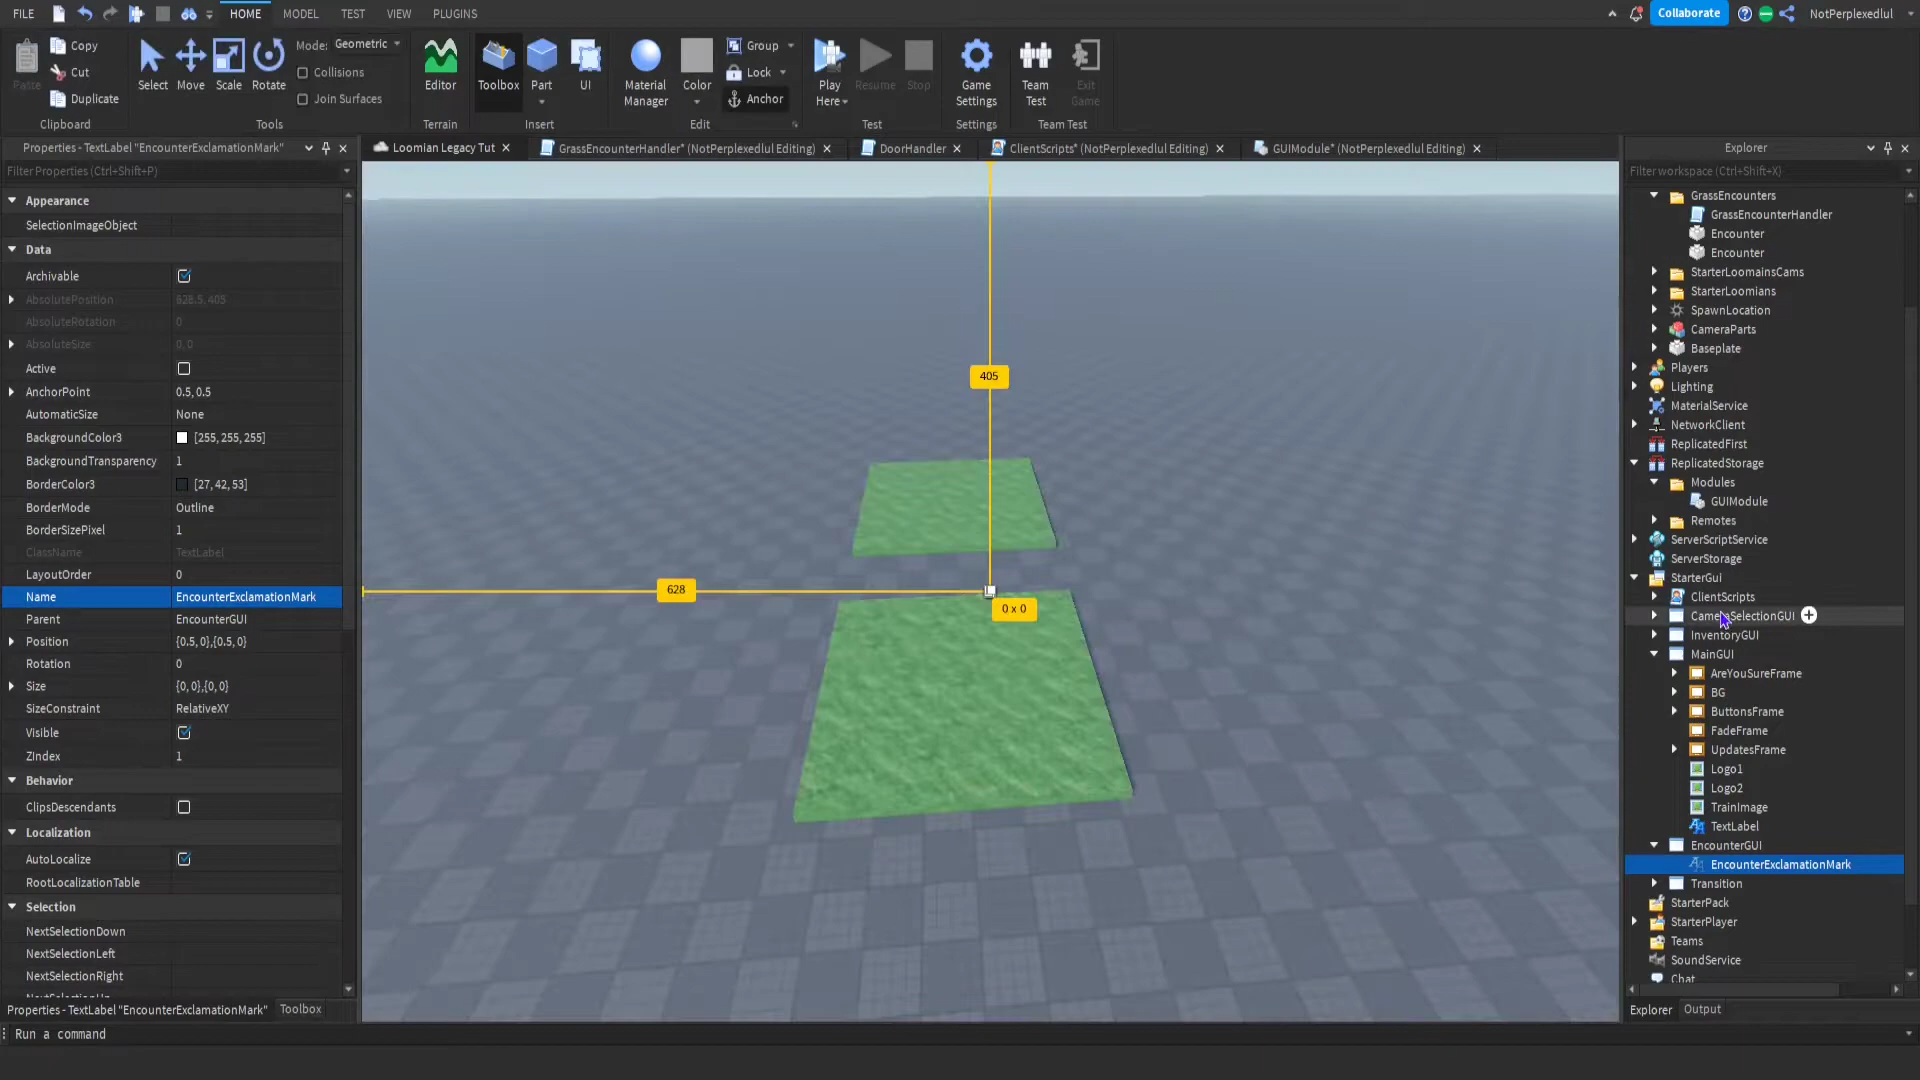 FILE
HOME
MODEL
TEST
VIEW
PLUGINS
Collaborate
NotPerplexedlul
Paste
Copy
Cut
Duplicate
Clipboard
Select
Move
Scale
Rotate
Mode: Geometric
Collisions
Join Surfaces
Tools
Editor
Terrain
Toolbox
Part
UI
Insert
Material Manager
Color
Group
Lock
Anchor
Edit
Play Here
Resume
Stop
Test
Game Settings
Settings
Team Test
Exit Game
Team Test
Properties - TextLabel "EncounterExclamationMark"
Filter Properties (Ctrl+Shift+P)
Appearance
SelectionImageObject
Data
Archivable
AbsolutePosition 628.5, 405
AbsoluteRotation 0
AbsoluteSize 0, 0
Active
AnchorPoint 0.5, 0.5
AutomaticSize None
BackgroundColor3 [255, 255, 255]
BackgroundTransparency 1
BorderColor3 [27, 42, 53]
BorderMode Outline
BorderSizePixel 1
ClassName TextLabel
LayoutOrder 0
Name EncounterExclamationMark
Parent EncounterGUI
Position {0.5, 0},{0.5, 0}
Rotation 0
Size {0, 0},{0, 0}
SizeConstraint RelativeXY
Visible
ZIndex 1
Behavior
ClipsDescendants
Localization
AutoLocalize
RootLocalizationTable
Selection
NextSelectionDown
NextSelectionLeft
NextSelectionRight
Properties - TextLabel "EncounterExclamationMark"
Toolbox
Run a command
Loomian Legacy Tut
GrassEncounterHandler* (NotPerplexedlul Editing)
DoorHandler
ClientScripts* (NotPerplexedlul Editing)
GUIModule* (NotPerplexedlul Editing)
405
628
0 x 0
Explorer
Filter workspace (Ctrl+Shift+X)
GrassEncounters
GrassEncounterHandler
Encounter
Encounter
StarterLoomainsCams
StarterLoomians
SpawnLocation
CameraParts
Baseplate
Players
Lighting
MaterialService
NetworkClient
ReplicatedFirst
ReplicatedStorage
Modules
GUIModule
Remotes
ServerScriptService
ServerStorage
StarterGui
ClientScripts
CameraSelectionGUI
InventoryGUI
MainGUI
AreYouSureFrame
BG
ButtonsFrame
FadeFrame
UpdatesFrame
Logo1
Logo2
TrainImage
TextLabel
EncounterGUI
EncounterExclamationMark
Transition
StarterPack
StarterPlayer
Teams
SoundService
Chat
Explorer
Output